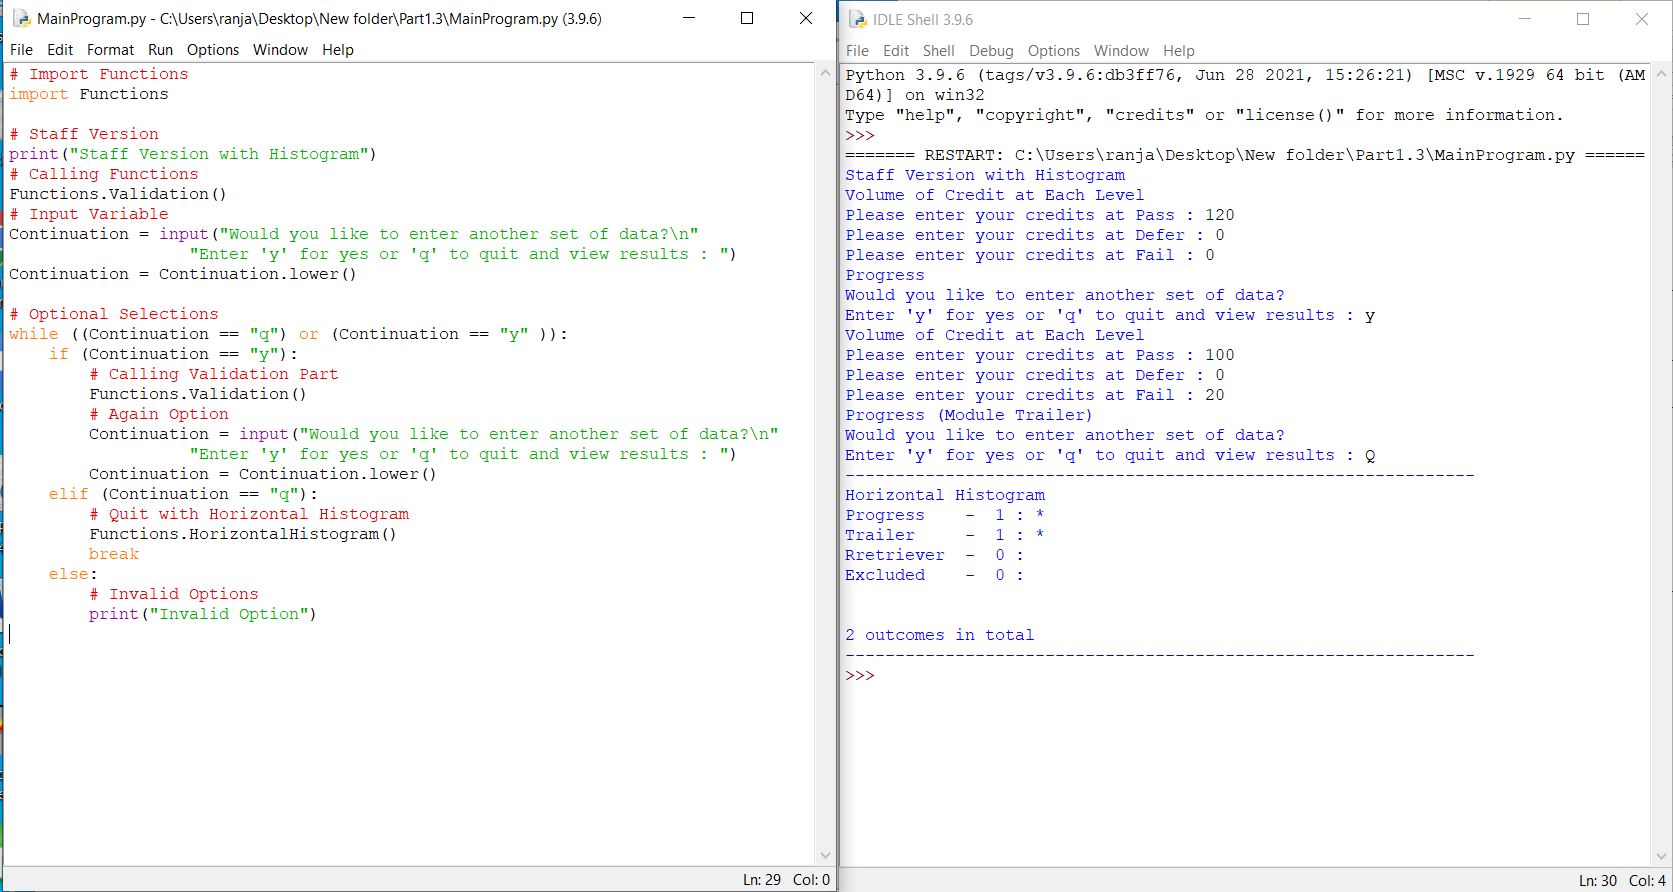 MainProgram.py - C:\Users\ranja\Desktop\New folder\Part1.3\MainProgram.py (3.9.6)
File Edit Format Run Options Window Help
# Import Functions
import Functions
# Staff Version
print("Staff Version with Histogram")
# Calling Functions
Functions.Validation()
# Input Variable
Continuation = input("Would you like to enter another set of data?\n"
"Enter 'y' for yes or 'q' to quit and view results : ")
Continuation = Continuation.lower()
# Optional Selections
while ((Continuation == "q") or (Continuation == "y" )):
if (Continuation == "y"):
# Calling Validation Part
Functions.Validation()
# Again Option
Continuation = input("Would you like to enter another set of data?\n"
"Enter 'y' for yes or 'q' to quit and view results : ")
Continuation = Continuation.lower()
elif (Continuation == "q"):
# Quit with Horizontal Histogram
Functions.HorizontalHistogram()
break
else:
# Invalid Options
print("Invalid Option")
Ln: 29 Col: 0
IDLE Shell 3.9.6
File Edit Shell Debug Options Window Help
Python 3.9.6 (tags/v3.9.6:db3ff76, Jun 28 2021, 15:26:21) [MSC v.1929 64 bit (AM
D64)] on win32
Type "help", "copyright", "credits" or "license()" for more information.
>>>
======= RESTART: C:\Users\ranja\Desktop\New folder\Part1.3\MainProgram.py ======
Staff Version with Histogram
Volume of Credit at Each Level
Please enter your credits at Pass : 120
Please enter your credits at Defer : 0
Please enter your credits at Fail : 0
Progress
Would you like to enter another set of data?
Enter 'y' for yes or 'q' to quit and view results : y
Volume of Credit at Each Level
Please enter your credits at Pass : 100
Please enter your credits at Defer : 0
Please enter your credits at Fail : 20
Progress (Module Trailer)
Would you like to enter another set of data?
Enter 'y' for yes or 'q' to quit and view results : Q
---------------------------------------------------------------
Horizontal Histogram
Progress - 1 : *
Trailer - 1 : *
Rretriever - 0 :
Excluded - 0 :
2 outcomes in total
---------------------------------------------------------------
>>>
Ln: 30 Col: 4